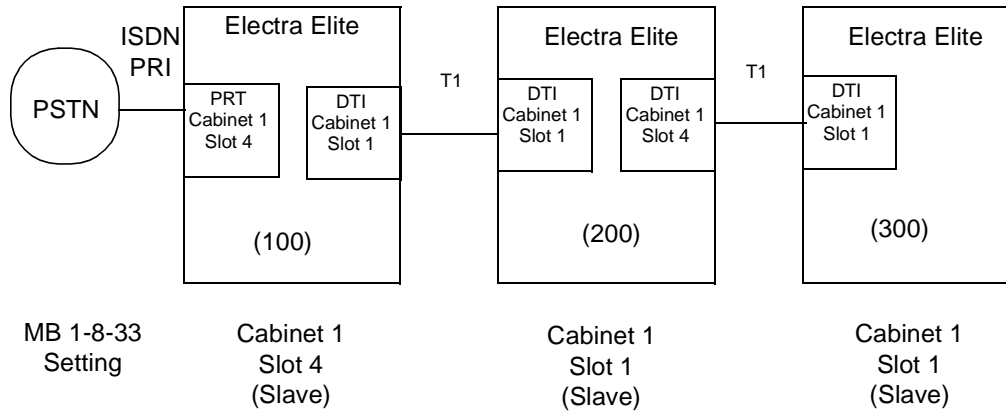 ISDN
PRI
PSTN
Electra Elite
PRT
Cabinet 1
Slot 4
DTI
Cabinet 1
Slot 1
(100)
T1
Electra Elite
DTI
Cabinet 1
Slot 1
DTI
Cabinet 1
Slot 4
(200)
T1
Electra Elite
DTI
Cabinet 1
Slot 1
(300)
MB 1-8-33
Setting
Cabinet 1
Slot 4
(Slave)
Cabinet 1
Slot 1
(Slave)
Cabinet 1
Slot 1
(Slave)